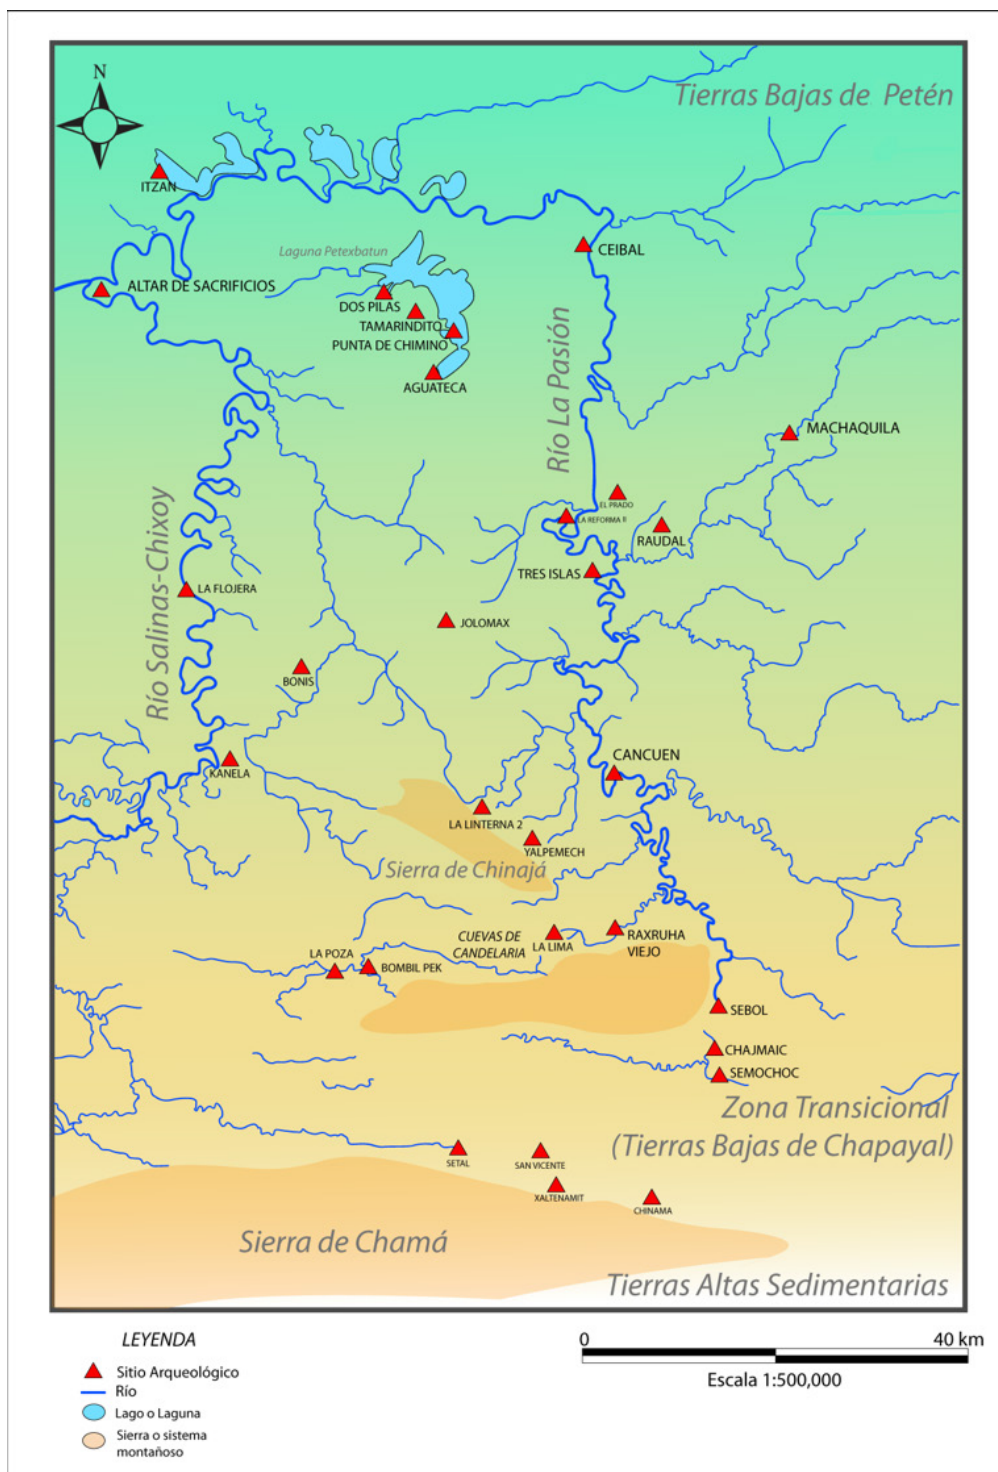 N
Tierras Bajas de Petén
ITZAN
CEIBAL
Laguna Petexbatun
ALTAR DE SACRIFICIOS
DOS PILAS
TAMARINDITO
PUNTA DE CHIMINO
AGUATECA
Río La Pasión
MACHAQUILA
EL PRADO
LA REFORMA II
RAUDAL
TRES ISLAS
Río Salinas-Chixoy
LA FLOJERA
JOLOMAX
BONIS
CANCUEN
KANELA
LA LINTERNA 2
YALPEMECH
Sierra de Chinajá
CUEVAS DE
CANDELARIA
LA LIMA
RAXRUHA
VIEJO
LA POZA
BOMBIL PEK
SEBOL
CHAJMAIC
SEMOCHOC
Zona Transicional
(Tierras Bajas de Chapayal)
SETAL
SAN VICENTE
XALTENAMIT
CHINAMA
Sierra de Chamá
Tierras Altas Sedimentarias
LEYENDA
Sitio Arqueológico
Río
Lago o Laguna
Sierra o sistema
montañoso
0 40 km
Escala 1:500,000